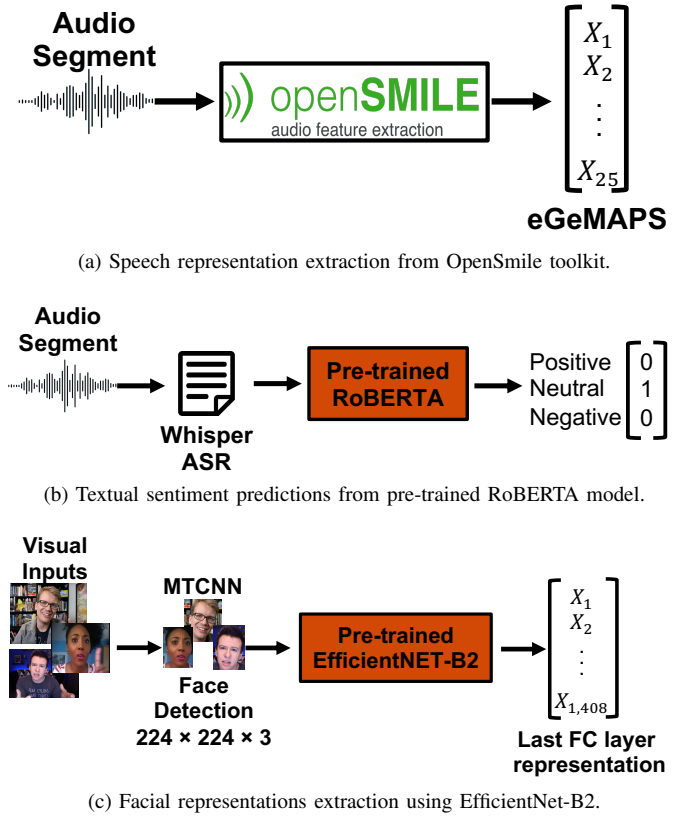 Audio
Segment
openSMILE
audio feature extraction
X₁
X₂
⋮
X₂₅
eGeMAPS
(a) Speech representation extraction from OpenSmile toolkit.
Audio
Segment
Whisper
ASR
Pre-trained
RoBERTA
Positive 0
Neutral 1
Negative 0
(b) Textual sentiment predictions from pre-trained RoBERTA model.
Visual
Inputs
MTCNN
Face
Detection
224 × 224 × 3
Pre-trained
EfficientNET-B2
X₁
X₂
⋮
X₁,₄₀₈
Last FC layer
representation
(c) Facial representations extraction using EfficientNet-B2.